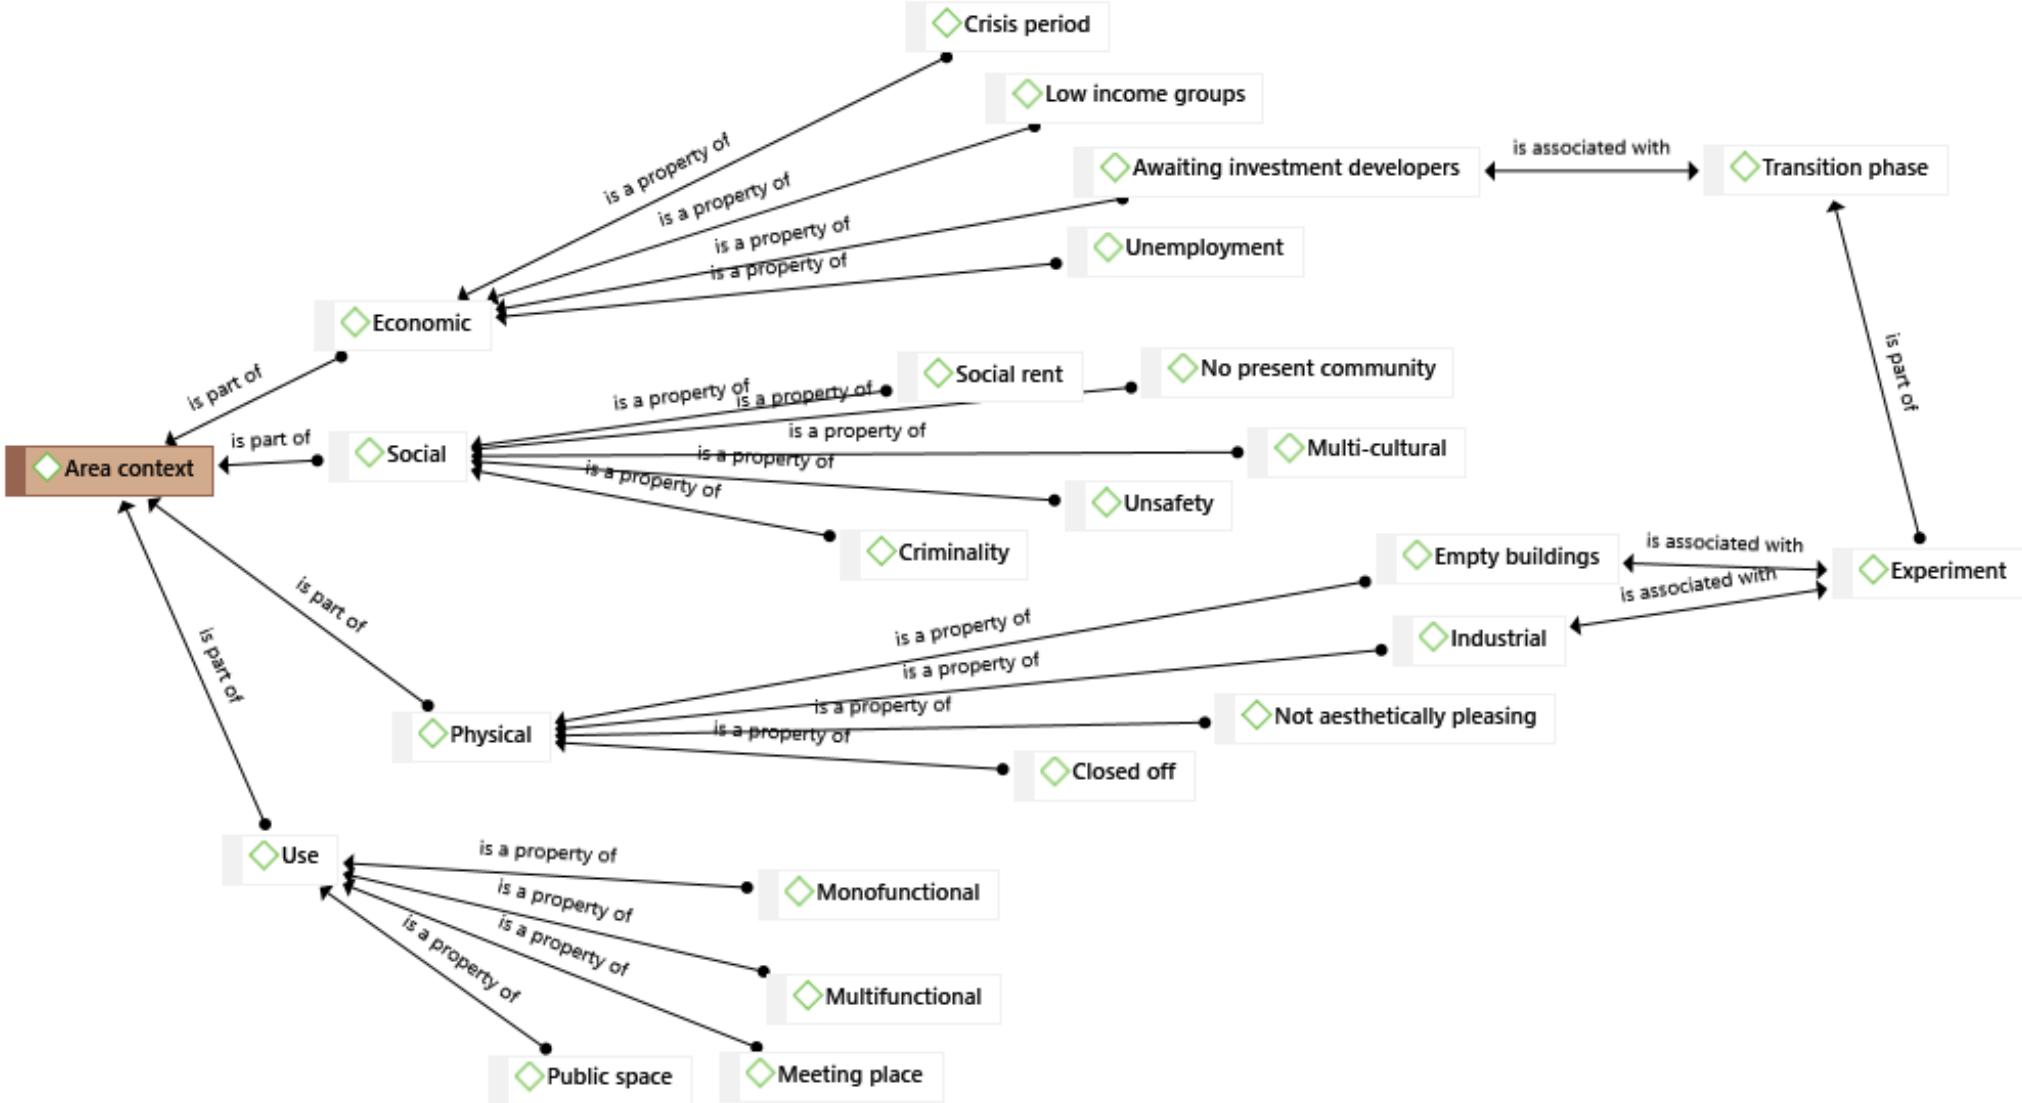 Crisis period
Low income groups
is a property of
is associated with
Awaiting investment developers
Transition phase
is a property of
is a property of
Unemployment
is a property of
Economic
is part of
Social rent
No present community
is a property of
is a property of
is part of
Social
is a property of
Multi-cultural
Area context
is a property of
is a property of
Unsafety
Criminality
is part of
Empty buildings
is associated with
Experiment
is associated with
is part of
is a property of
Industrial
is part of
is a property of
is a property of
Not aesthetically pleasing
Physical
is a property of
Closed off
Use
is a property of
Monofunctional
is a property of
is a property of
is a property of
Multifunctional
Public space
Meeting place